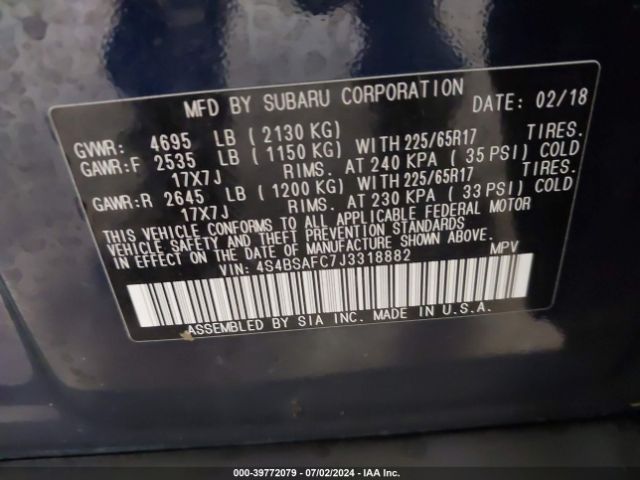 MFD BY SUBARU CORPORATION DATE: 02/18
GVWR: 4695 LB (2130 KG)
GAWR:F 2535 LB (1150 KG) WITH 225/65R17 TIRES.
17X7J RIMS. AT 240 KPA (35 PSI) COLD
GAWR:R 2645 LB (1200 KG) WITH 225/65R17 TIRES.
17X7J RIMS. AT 230 KPA (33 PSI) COLD
THIS VEHICLE CONFORMS TO ALL APPLICABLE FEDERAL MOTOR
VEHICLE SAFETY AND THEFT PREVENTION STANDARDS
IN EFFECT ON THE DATE OF MANUFACTURE SHOWN ABOVE.
VIN: 4S4BSAFC7J3318882 MPV
ASSEMBLED BY SIA INC. MADE IN U.S.A.
000-39772079 - 07/02/2024 - IAA Inc.